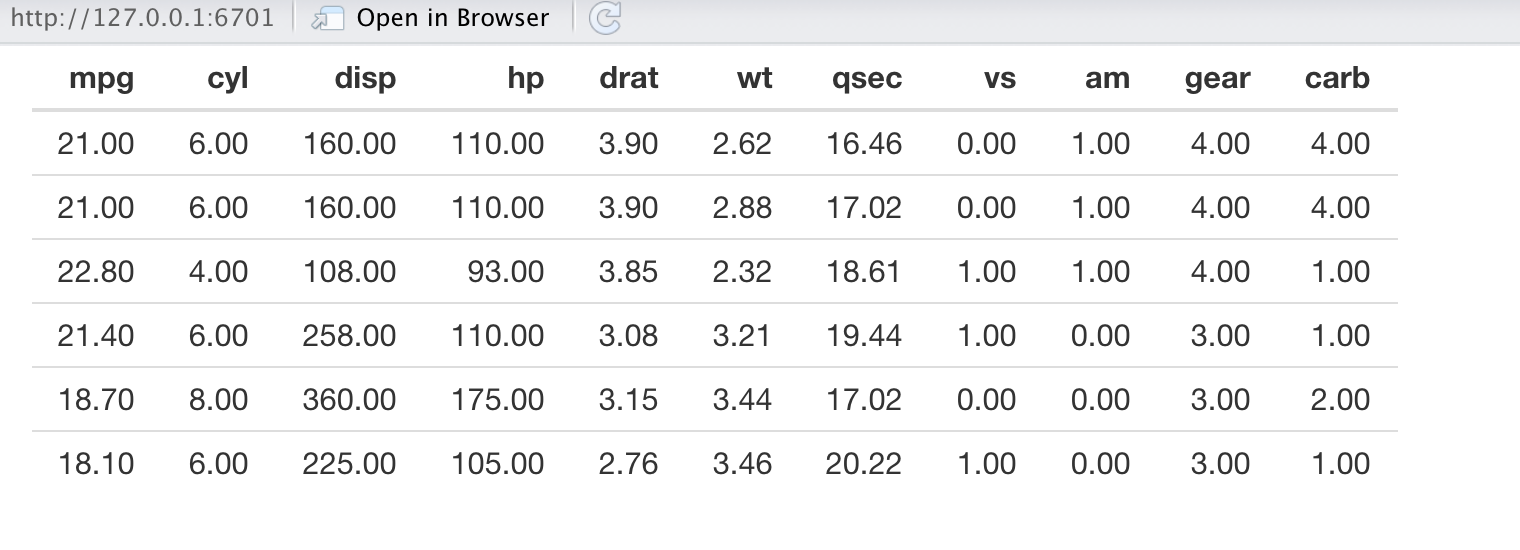 http://127.0.0.1:6701 Open in Browser
mpg cyl disp hp drat wt qsec vs am gear carb
21.00 6.00 160.00 110.00 3.90 2.62 16.46 0.00 1.00 4.00 4.00
21.00 6.00 160.00 110.00 3.90 2.88 17.02 0.00 1.00 4.00 4.00
22.80 4.00 108.00 93.00 3.85 2.32 18.61 1.00 1.00 4.00 1.00
21.40 6.00 258.00 110.00 3.08 3.21 19.44 1.00 0.00 3.00 1.00
18.70 8.00 360.00 175.00 3.15 3.44 17.02 0.00 0.00 3.00 2.00
18.10 6.00 225.00 105.00 2.76 3.46 20.22 1.00 0.00 3.00 1.00